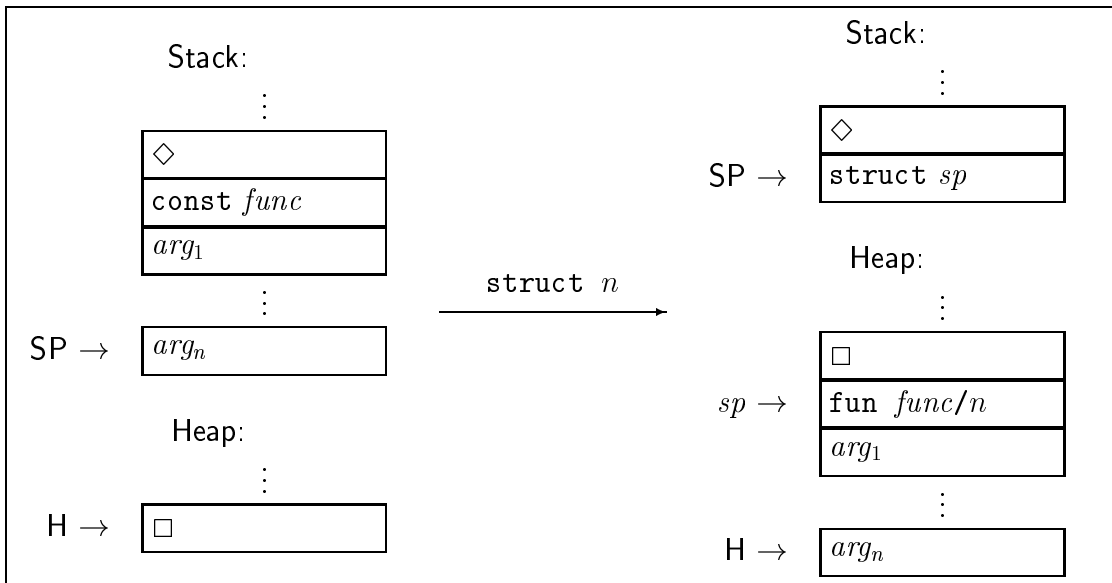 Stack:
⋮
◇
const func
arg₁
⋮
SP → argₙ
Heap:
⋮
H → □
struct n
Stack:
⋮
◇
SP → struct sp
Heap:
⋮
□
sp → fun func/n
arg₁
⋮
H → argₙ